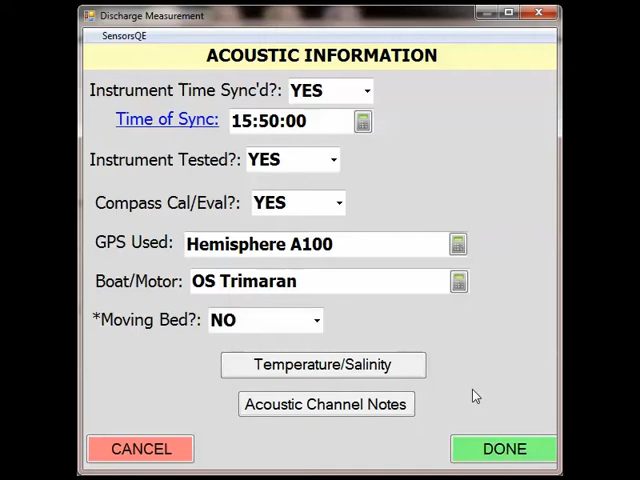 Discharge Measurement
SensorsQE
ACOUSTIC INFORMATION
Instrument Time Sync'd?: YES
Time of Sync: 15:50:00
Instrument Tested?: YES
Compass Cal/Eval?: YES
GPS Used: Hemisphere A100
Boat/Motor: OS Trimaran
*Moving Bed?: NO
Temperature/Salinity
Acoustic Channel Notes
CANCEL DONE